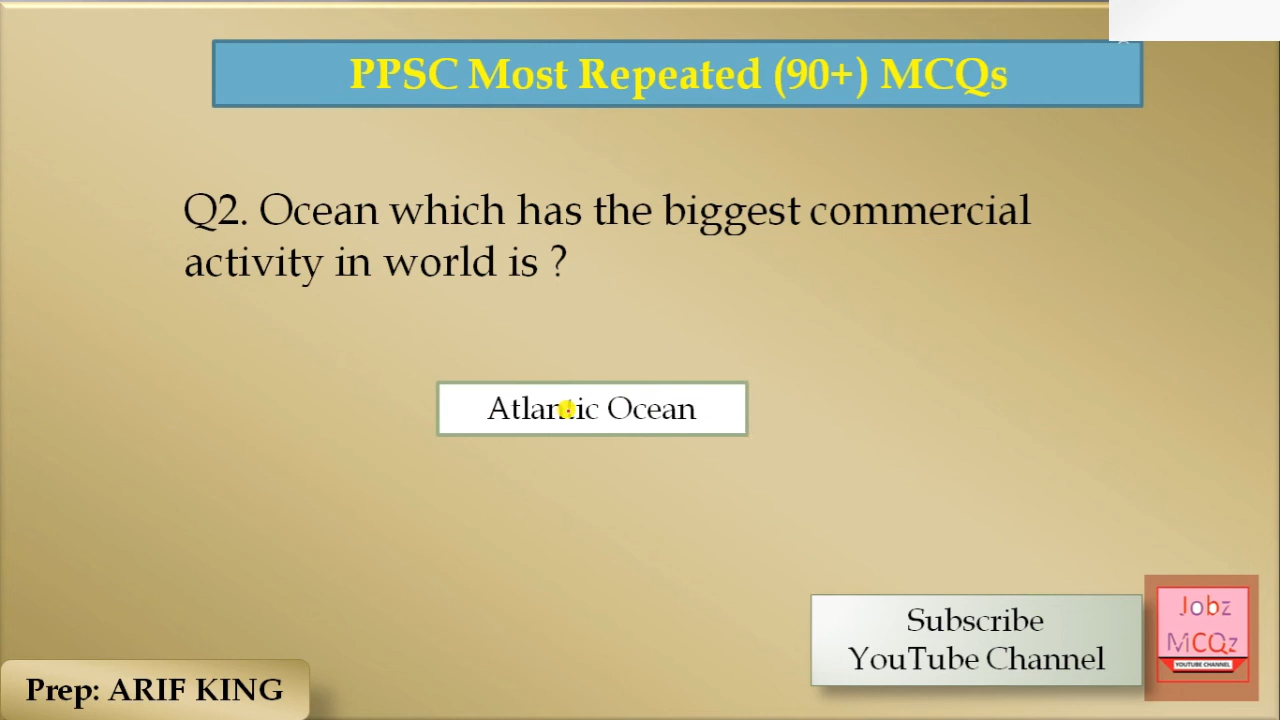 PPSC Most Repeated (90+) MCQs
Q2. Ocean which has the biggest commercial
activity in world is ?
Atlantic Ocean
Subscribe
YouTube Channel
Jobz
MCQz
YOUTUBE CHANNEL
Prep: ARIF KING